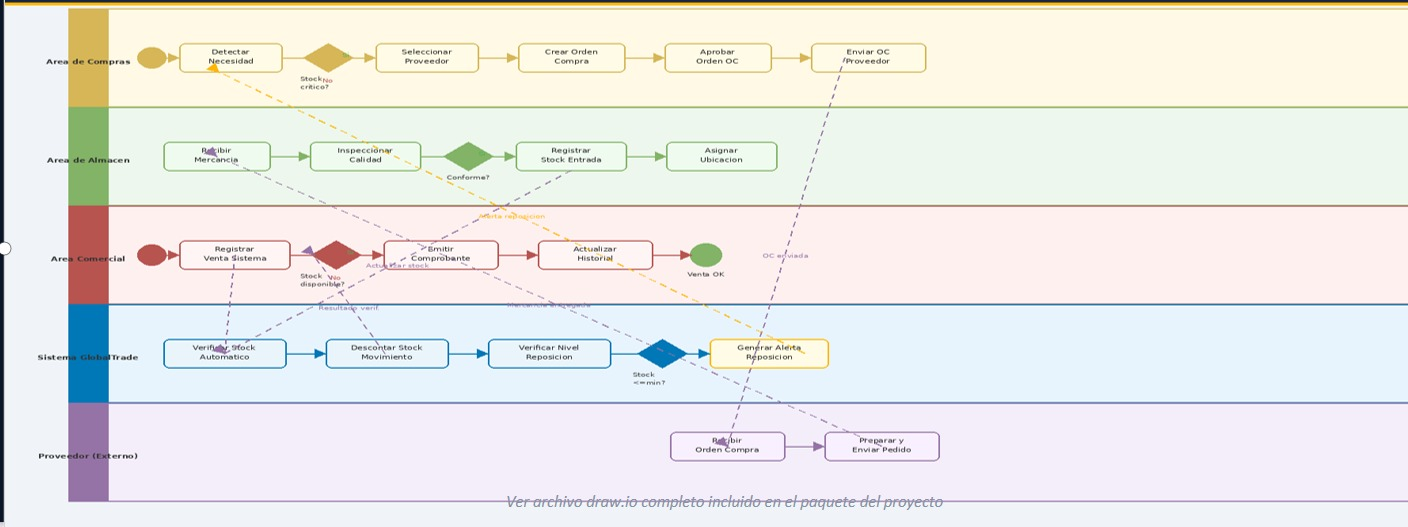 Area de Compras
Detectar
Necesidad
Stock
crítico?
No
Seleccionar
Proveedor
Crear Orden
Compra
Aprobar
Orden OC
Enviar OC
Proveedor
Area de Almacen
Recibir
Mercancia
Inspeccionar
Calidad
Conforme?
Registrar
Stock Entrada
Asignar
Ubicacion
Alerta reposicion
Area Comercial
Registrar
Venta Sistema
Stock
disponible?
No
Emitir
Comprobante
Actualizar
Historial
Venta OK
OC enviada
Actualizar stock
Resultado verif.
Mercancia entregada
Sistema GlobalTrade
Verificar Stock
Automatico
Descontar Stock
Movimiento
Verificar Nivel
Reposicion
Stock
<=min?
Generar Alerta
Reposicion
Proveedor (Externo)
Recibir
Orden Compra
Preparar y
Enviar Pedido
Ver archivo draw.io completo incluido en el paquete del proyecto